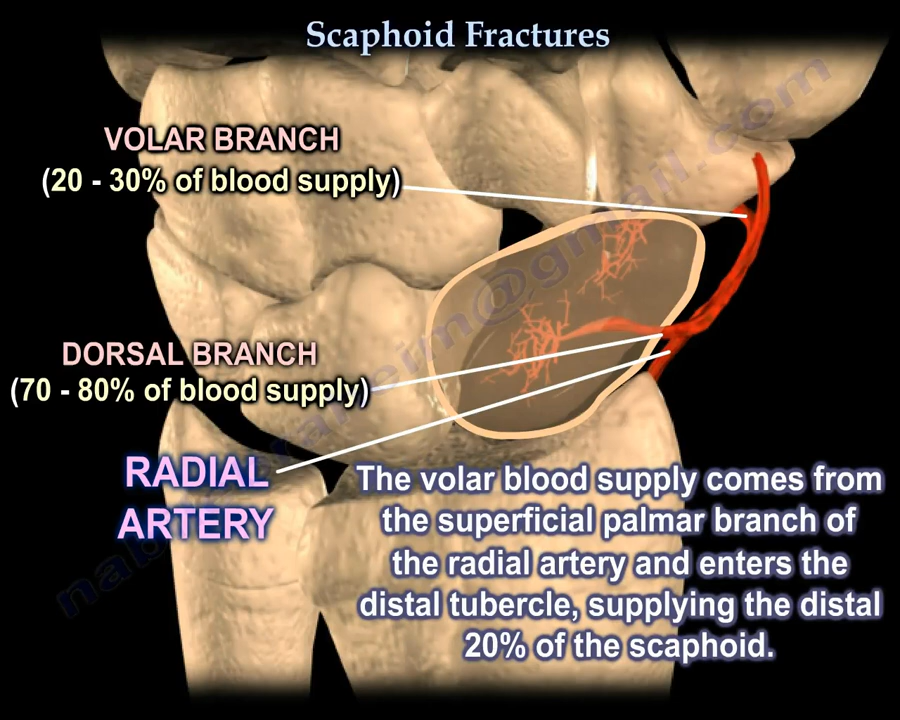 Scaphoid Fractures
VOLAR BRANCH
(20 - 30% of blood supply)
DORSAL BRANCH
(70 - 80% of blood supply)
RADIAL
ARTERY
The volar blood supply comes from
the superficial palmar branch of
the radial artery and enters the
distal tubercle, supplying the distal
20% of the scaphoid.